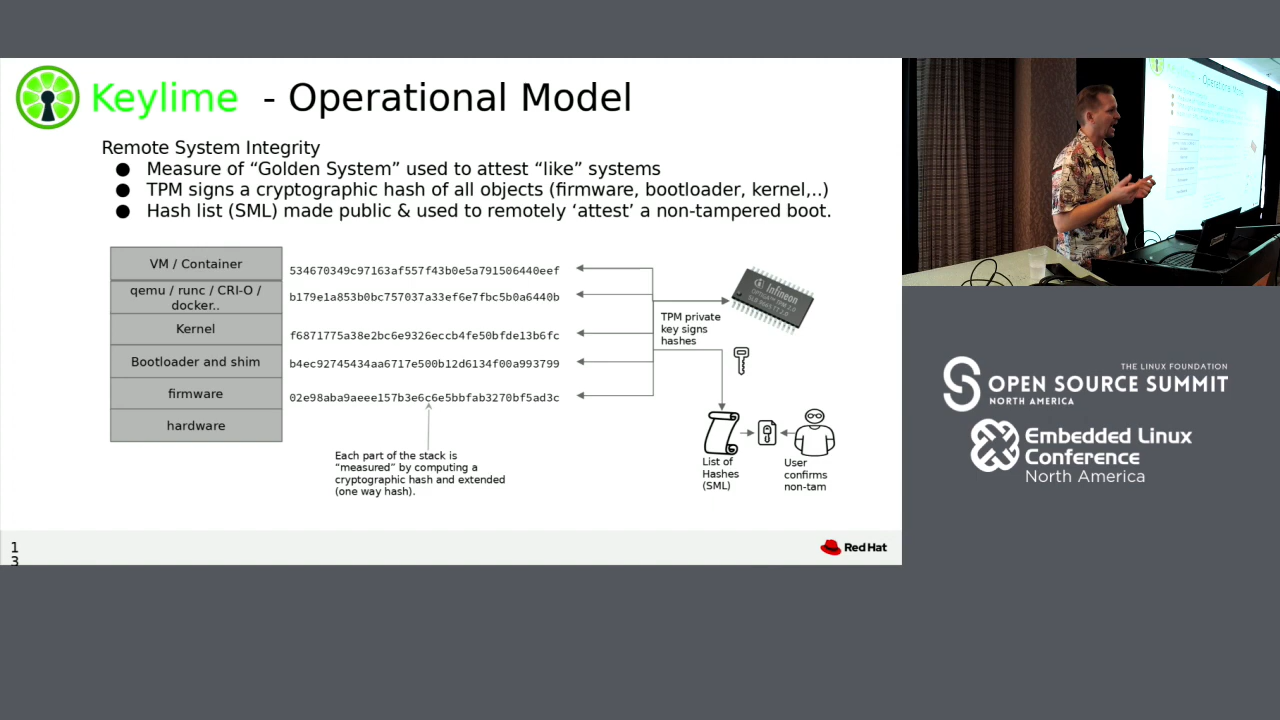 Keylime - Operational Model
Remote System Integrity
● Measure of “Golden System” used to attest “like” systems
● TPM signs a cryptographic hash of all objects (firmware, bootloader, kernel,..)
● Hash list (SML) made public & used to remotely ‘attest’ a non-tampered boot.
VM / Container
534670349c97163af557f43b0e5a791506440eef
qemu / runc / CRI-O /
docker..
b179e1a853b0bc757037a33ef6e7fbc5b0a6440b
Kernel
f6871775a38e2bc6e9326eccb4fe50bfde13b6fc
Bootloader and shim
b4ec92745434aa6717e500b12d6134f00a993799
firmware
02e98aba9aeee157b3e6c6e5bbfab3270bf5ad3c
hardware
Each part of the stack is
“measured” by computing a
cryptographic hash and extended
(one way hash).
TPM private
key signs
hashes
Infineon
List of
Hashes
(SML)
User
confirms
non-tam
1
3
Red Hat
THE LINUX FOUNDATION
OPEN SOURCE SUMMIT
NORTH AMERICA
Embedded Linux
Conference
North America